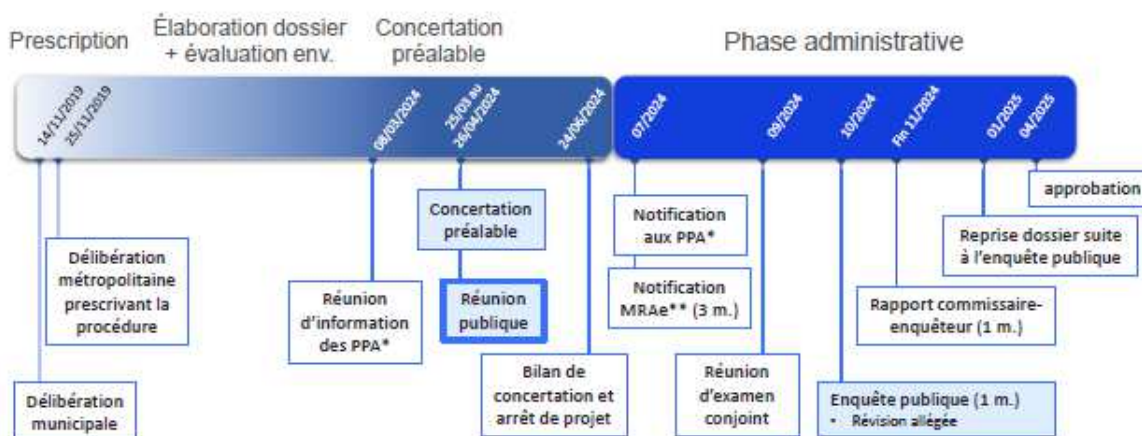 Prescription
Élaboration dossier
+ évaluation env.
Concertation
préalable
Phase administrative
14/11/2019
25/11/2019
08/03/2024
25/03 au
26/04/2024
24/06/2024
07/2024
09/2024
10/2024
Fin 11/2024
01/2025
04/2025
Délibération
municipale
Délibération
métropolitaine
prescrivant la
procédure
Réunion
d'information
des PPA*
Concertation
préalable
Réunion
publique
Bilan de
concertation et
arrêt de projet
Notification
aux PPA*
Notification
MRAe** (3 m.)
Réunion
d'examen
conjoint
Enquête publique (1 m.)
• Révision allégée
Rapport commissaire-
enquêteur (1 m.)
Reprise dossier suite
à l'enquête publique
approbation